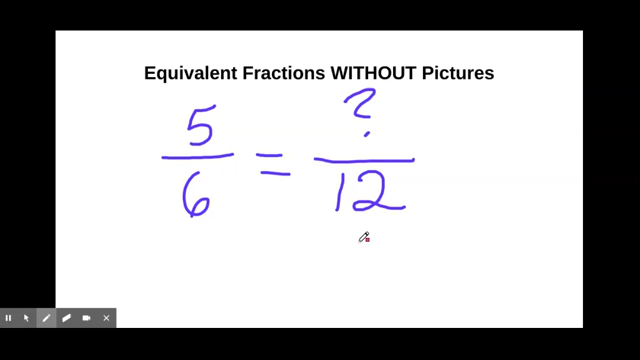 Equivalent Fractions WITHOUT Pictures
5/6 = ?/12